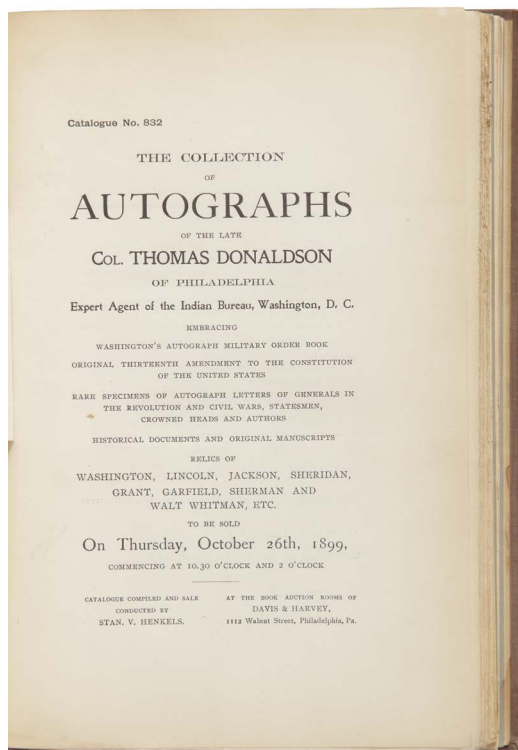 Catalogue No. 832
THE COLLECTION
OF
AUTOGRAPHS
OF THE LATE
COL. THOMAS DONALDSON
OF PHILADELPHIA
Expert Agent of the Indian Bureau, Washington, D. C.
EMBRACING
WASHINGTON'S AUTOGRAPH MILITARY ORDER BOOK
ORIGINAL THIRTEENTH AMENDMENT TO THE CONSTITUTION
OF THE UNITED STATES
RARE SPECIMENS OF AUTOGRAPH LETTERS OF GENERALS IN
THE REVOLUTION AND CIVIL WARS, STATESMEN,
CROWNED HEADS AND AUTHORS
HISTORICAL DOCUMENTS AND ORIGINAL MANUSCRIPTS
RELICS OF
WASHINGTON, LINCOLN, JACKSON, SHERIDAN,
GRANT, GARFIELD, SHERMAN AND
WALT WHITMAN, ETC.
TO BE SOLD
On Thursday, October 26th, 1899,
COMMENCING AT 10.30 O'CLOCK AND 2 O'CLOCK
CATALOGUE COMPILED AND SALE
CONDUCTED BY
STAN. V. HENKELS.
AT THE BOOK AUCTION ROOMS OF
DAVIS & HARVEY,
1112 Walnut Street, Philadelphia, Pa.